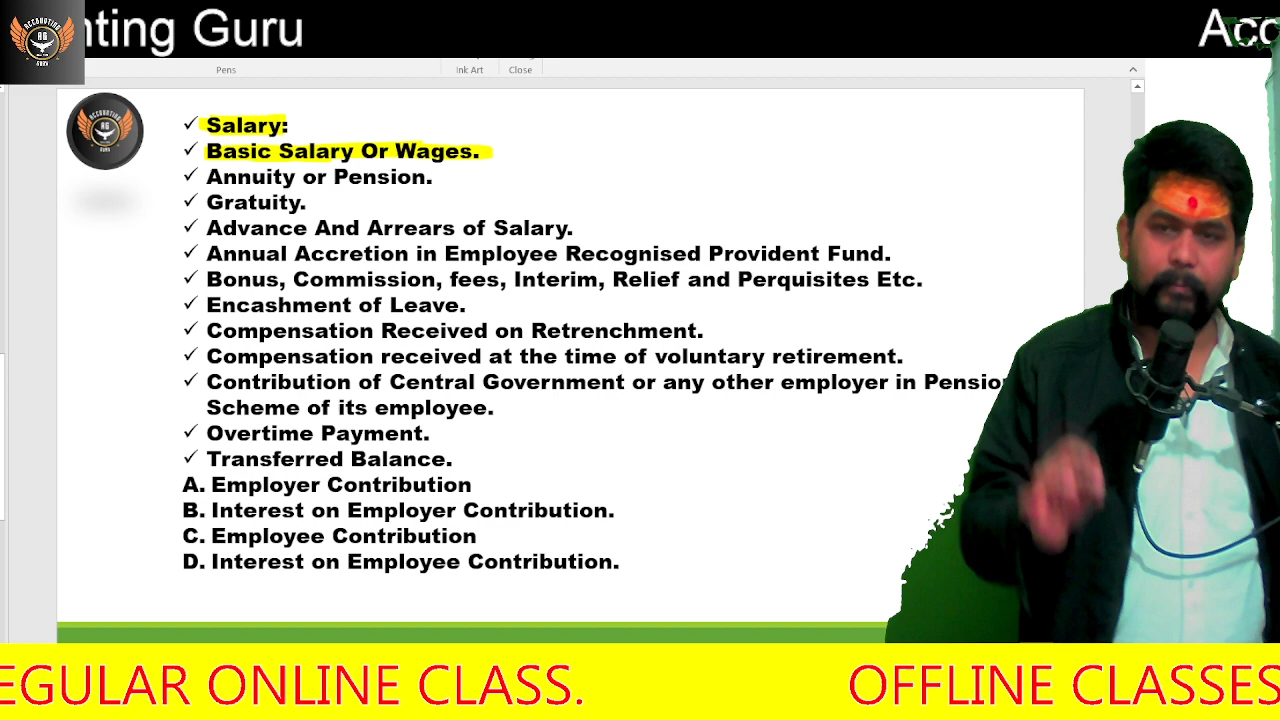 nting Guru
Acc
Pens
Ink Art
Close
ACCOUNTING
AG
GURU
Salary:
Basic Salary Or Wages.
Annuity or Pension.
Gratuity.
Advance And Arrears of Salary.
Annual Accretion in Employee Recognised Provident Fund.
Bonus, Commission, fees, Interim, Relief and Perquisites Etc.
Encashment of Leave.
Compensation Received on Retrenchment.
Compensation received at the time of voluntary retirement.
Contribution of Central Government or any other employer in Pensio
Scheme of its employee.
Overtime Payment.
Transferred Balance.
A. Employer Contribution
B. Interest on Employer Contribution.
C. Employee Contribution
D. Interest on Employee Contribution.
EGULAR ONLINE CLASS.
OFFLINE CLASSES